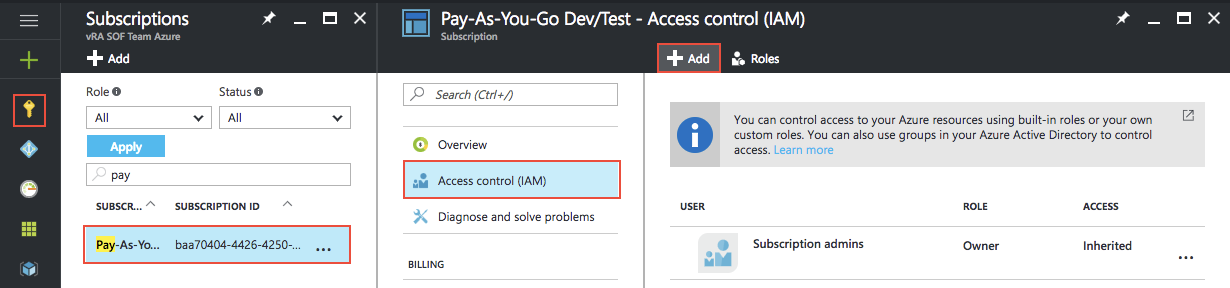 Subscriptions
vRA SOF Team Azure
Add
Role
Status
All
All
Apply
pay
SUBSCR...
SUBSCRIPTION ID
Pay-As-Yo...
baa70404-4426-4250-...
...
Pay-As-You-Go Dev/Test - Access control (IAM)
Subscription
Search (Ctrl+/)
Overview
Access control (IAM)
Diagnose and solve problems
BILLING
Add
Roles
You can control access to your Azure resources using built-in roles or your own
custom roles. You can also use groups in your Azure Active Directory to control
access. Learn more
USER
ROLE
ACCESS
Subscription admins
Owner
Inherited
...